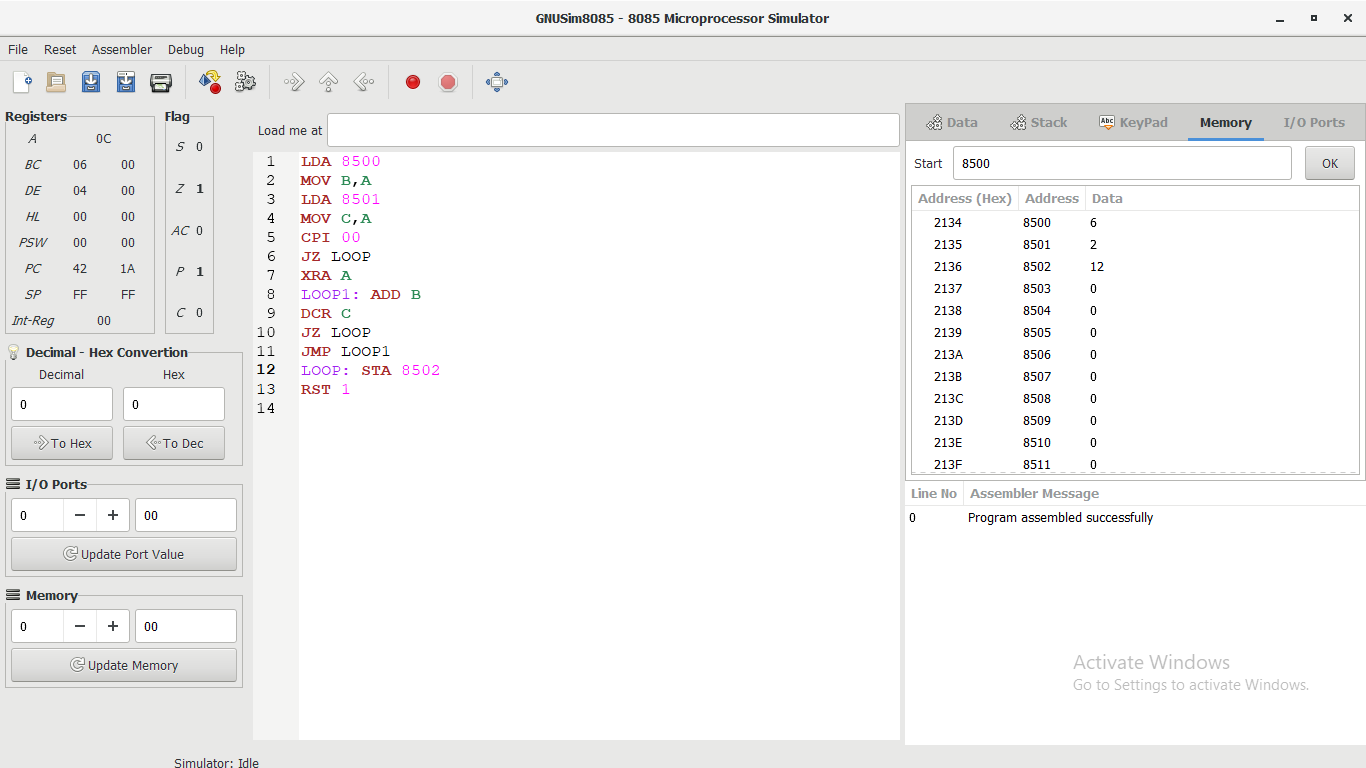 GNUSim8085 - 8085 Microprocessor Simulator
File Reset Assembler Debug Help
Registers
A 0C
BC 06 00
DE 04 00
HL 00 00
PSW 00 00
PC 42 1A
SP FF FF
Int-Reg 00
Flag
S 0
Z 1
AC 0
P 1
C 0
Decimal - Hex Convertion
Decimal Hex
0 0
To Hex To Dec
I/O Ports
0 − + 00
Update Port Value
Memory
0 − + 00
Update Memory
Load me at
1 LDA 8500
2 MOV B,A
3 LDA 8501
4 MOV C,A
5 CPI 00
6 JZ LOOP
7 XRA A
8 LOOP1: ADD B
9 DCR C
10 JZ LOOP
11 JMP LOOP1
12 LOOP: STA 8502
13 RST 1
14
Data Stack Abc KeyPad Memory I/O Ports
Start 8500 OK
Address (Hex) Address Data
2134 8500 6
2135 8501 2
2136 8502 12
2137 8503 0
2138 8504 0
2139 8505 0
213A 8506 0
213B 8507 0
213C 8508 0
213D 8509 0
213E 8510 0
213F 8511 0
Line No Assembler Message
0 Program assembled successfully
Activate Windows
Go to Settings to activate Windows.
Simulator: Idle